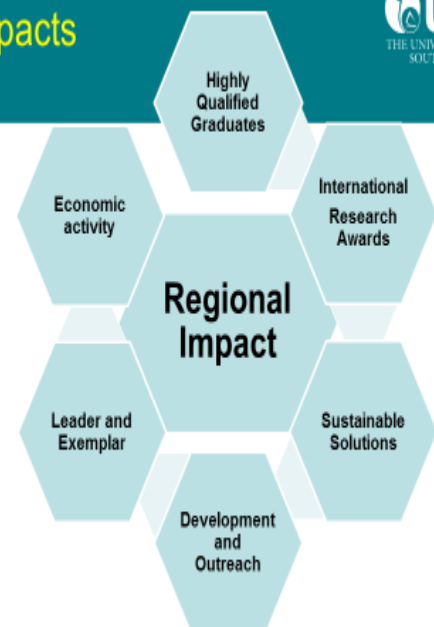 pacts
THE UNIV
SOUT
Highly
Qualified
Graduates
International
Research
Awards
Economic
activity
Regional
Impact
Leader and
Exemplar
Sustainable
Solutions
Development
and
Outreach